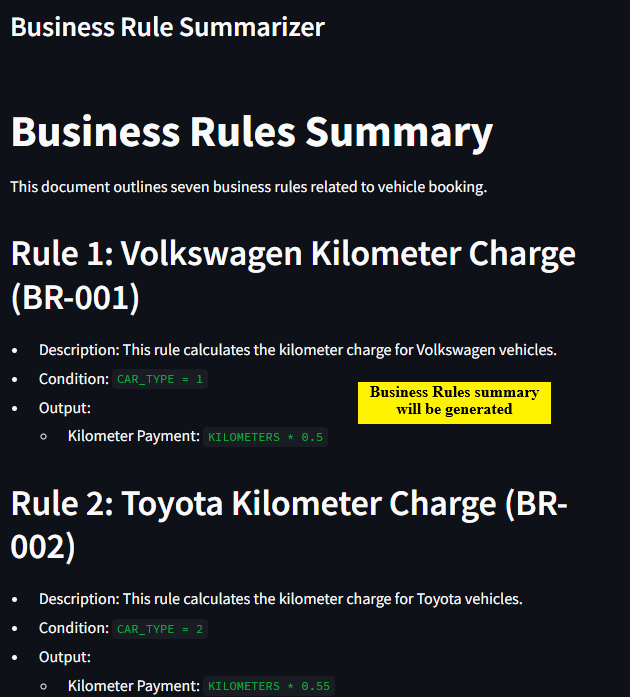 Business Rule Summarizer
Business Rules Summary
This document outlines seven business rules related to vehicle booking.
Rule 1: Volkswagen Kilometer Charge
(BR-001)
• Description: This rule calculates the kilometer charge for Volkswagen vehicles.
• Condition: CAR_TYPE = 1
• Output:
○ Kilometer Payment: KILOMETERS * 0.5
Business Rules summary
will be generated
Rule 2: Toyota Kilometer Charge (BR-
002)
• Description: This rule calculates the kilometer charge for Toyota vehicles.
• Condition: CAR_TYPE = 2
• Output:
○ Kilometer Payment: KILOMETERS * 0.55